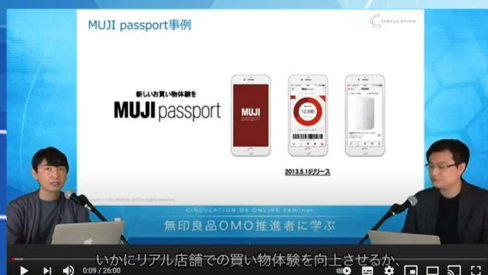 MUJI passport事例
CIRCULATION
新しいお買い物体験を
MUJI passport
MUJI
passport
2013.5.15リリース
CIRCULATION DX ONLINE Seminar
無印良品OMO推進者に学ぶ
いかにリアル店舗での買い物体験を向上させるか、
0:09 / 26:00